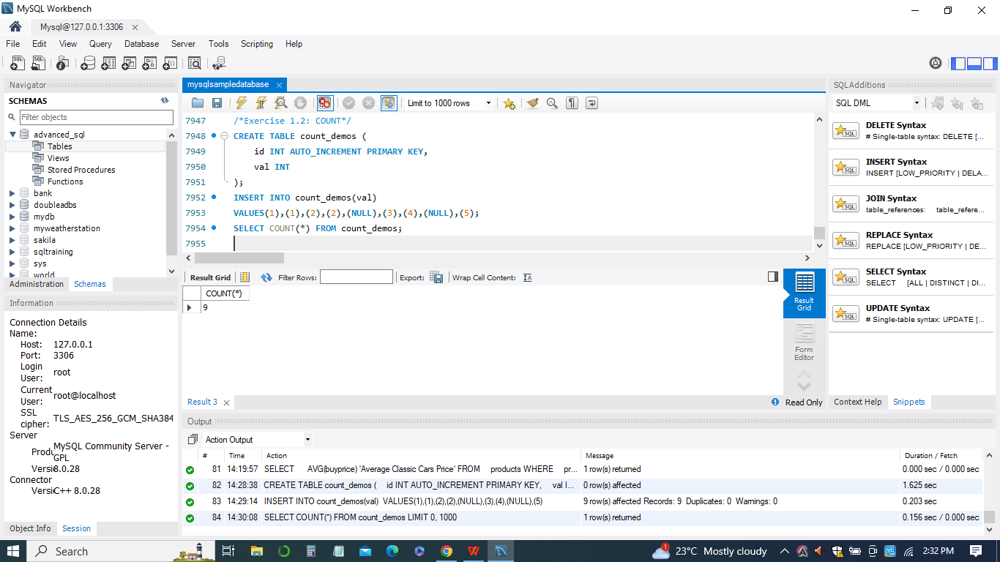 MySQL Workbench
Mysql@127.0.0.1:3306
File Edit View Query Database Server Tools Scripting Help
Navigator
SCHEMAS
Filter objects
advanced_sql
Tables
Views
Stored Procedures
Functions
bank
doubleadbs
mydb
myweatherstation
sakila
sqltraining
sys
world
Administration Schemas
Information
Connection Details
Name:
Host: 127.0.0.1
Port: 3306
Login User: root
Current User: root@localhost
SSL cipher: TLS_AES_256_GCM_SHA384
Server
Produ MySQL Community Server - GPL
Versi 8.0.28
Connector
Versi C++ 8.0.28
Object Info Session
mysqlsampledatabase
Limit to 1000 rows
7947 /*Exercise 1.2: COUNT*/
7948 CREATE TABLE count_demos (
7949 id INT AUTO_INCREMENT PRIMARY KEY,
7950 val INT
7951 );
7952 INSERT INTO count_demos(val)
7953 VALUES(1),(1),(2),(2),(NULL),(3),(4),(NULL),(5);
7954 SELECT COUNT(*) FROM count_demos;
7955
Result Grid Filter Rows: Export: Wrap Cell Content:
COUNT(*)
9
Result Grid
Form Editor
Result 3
Read Only
Output
Action Output
# Time Action Message Duration / Fetch
81 14:19:57 SELECT AVG(buyprice) 'Average Classic Cars Price' FROM products WHERE pr... 1 row(s) returned 0.000 sec / 0.000 sec
82 14:28:38 CREATE TABLE count_demos ( id INT AUTO_INCREMENT PRIMARY KEY, val I... 0 row(s) affected 1.625 sec
83 14:29:14 INSERT INTO count_demos(val) VALUES(1),(1),(2),(2),(NULL),(3),(4),(NULL),(5) 9 row(s) affected Records: 9 Duplicates: 0 Warnings: 0 0.203 sec
84 14:30:08 SELECT COUNT(*) FROM count_demos LIMIT 0, 1000 1 row(s) returned 0.156 sec / 0.000 sec
SQLAdditions
SQL DML
DELETE Syntax
# Single-table syntax: DELETE [...
INSERT Syntax
INSERT [LOW_PRIORITY | DELA...
JOIN Syntax
table_references: table_refere...
REPLACE Syntax
REPLACE [LOW_PRIORITY | DE...
SELECT Syntax
SELECT [ALL | DISTINCT | DI...
UPDATE Syntax
# Single-table syntax: UPDATE [...
Context Help Snippets
Search
23°C Mostly cloudy
2:32 PM